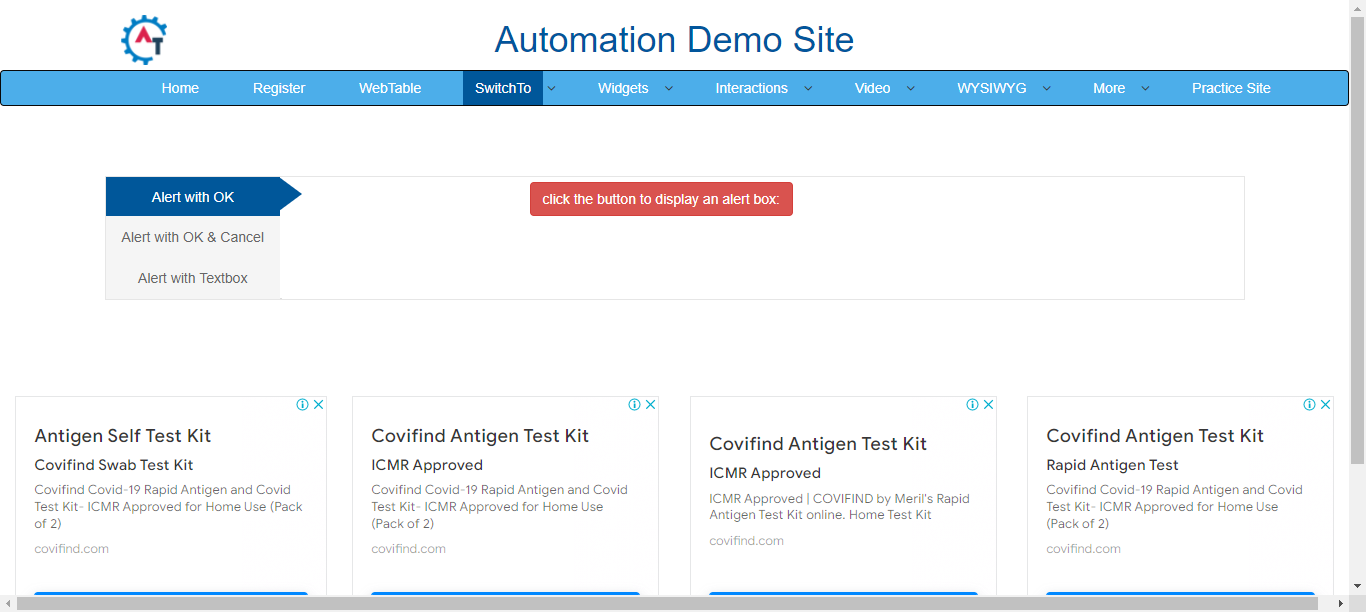 AT
Automation Demo Site
Home Register WebTable SwitchTo Widgets Interactions Video WYSIWYG More Practice Site
Alert with OK
click the button to display an alert box:
Alert with OK & Cancel
Alert with Textbox
Antigen Self Test Kit
Covifind Swab Test Kit
Covifind Covid-19 Rapid Antigen and Covid
Test Kit- ICMR Approved for Home Use (Pack
of 2)
covifind.com
Covifind Antigen Test Kit
ICMR Approved
Covifind Covid-19 Rapid Antigen and Covid
Test Kit- ICMR Approved for Home Use
(Pack of 2)
covifind.com
Covifind Antigen Test Kit
ICMR Approved
ICMR Approved | COVIFIND by Meril's Rapid
Antigen Test Kit online. Home Test Kit
covifind.com
Covifind Antigen Test Kit
Rapid Antigen Test
Covifind Covid-19 Rapid Antigen and Covid
Test Kit- ICMR Approved for Home Use
(Pack of 2)
covifind.com